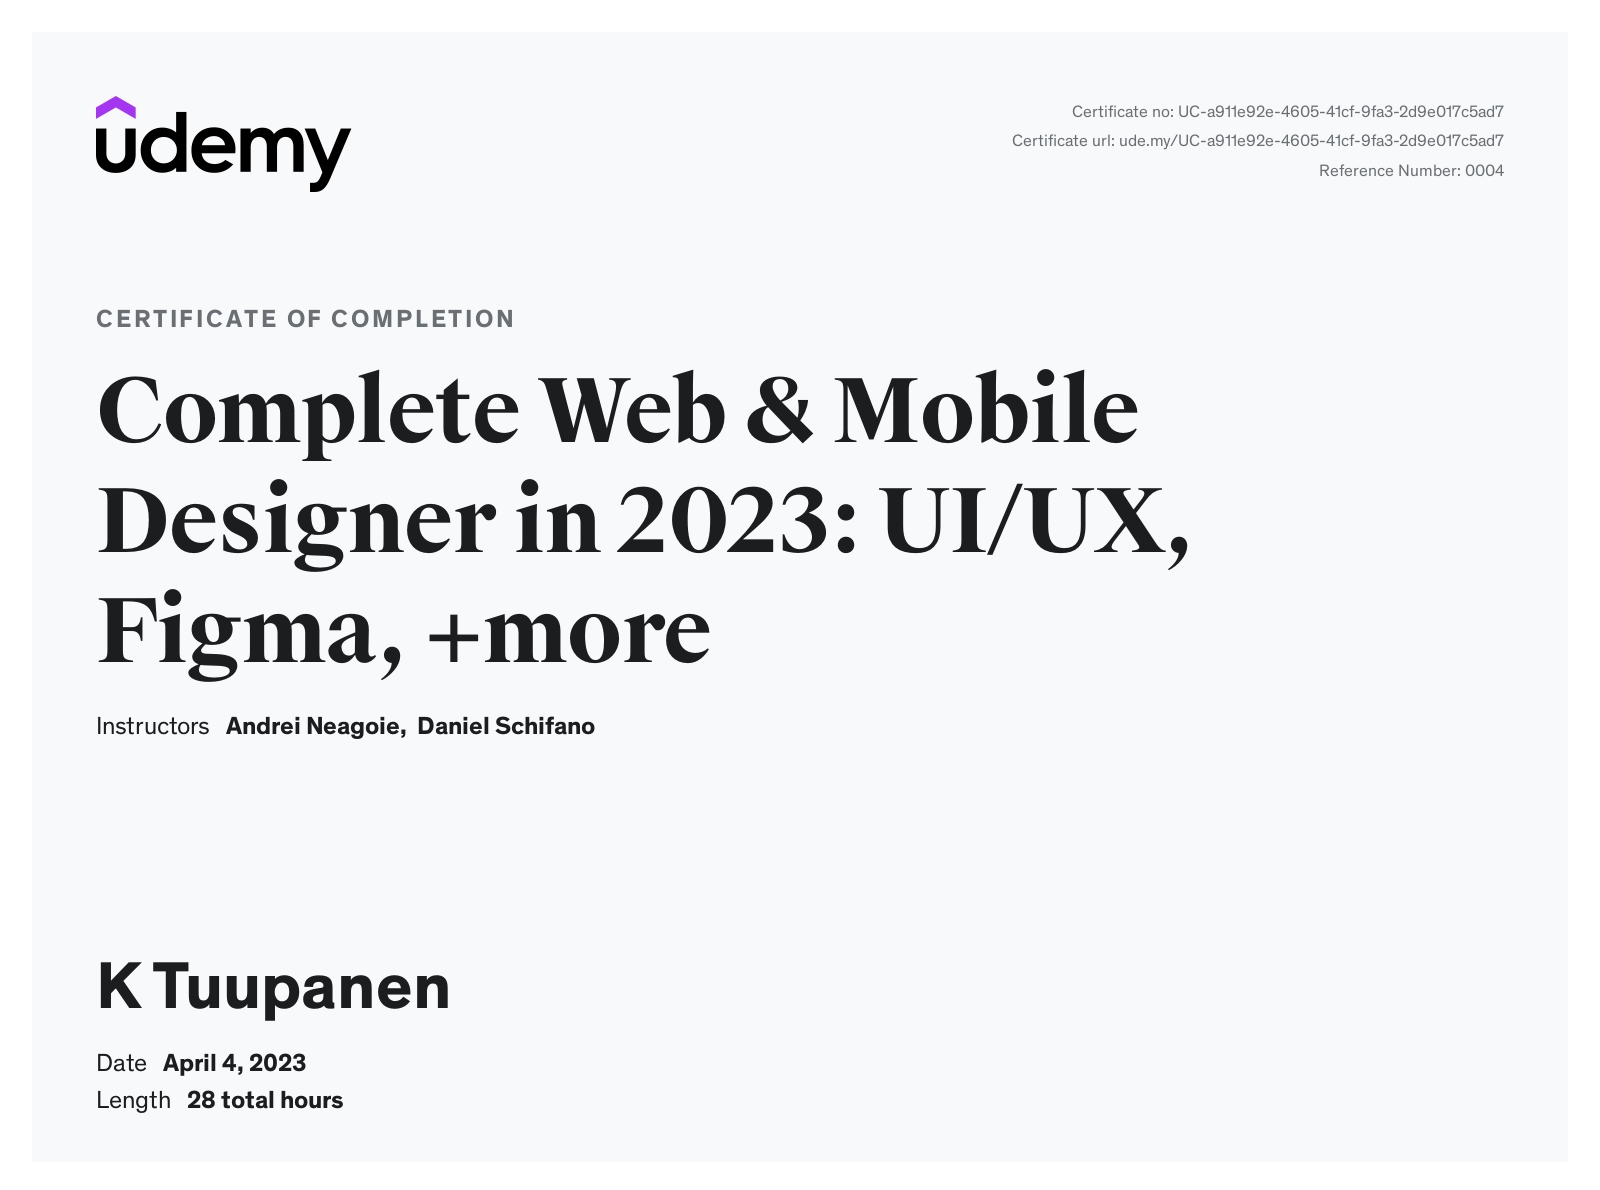 udemy
Certificate no: UC-a911e92e-4605-41cf-9fa3-2d9e017c5ad7
Certificate url: ude.my/UC-a911e92e-4605-41cf-9fa3-2d9e017c5ad7
Reference Number: 0004
CERTIFICATE OF COMPLETION
Complete Web & Mobile
Designer in 2023: UI/UX,
Figma, +more
Instructors Andrei Neagoie, Daniel Schifano
K Tuupanen
Date April 4, 2023
Length 28 total hours